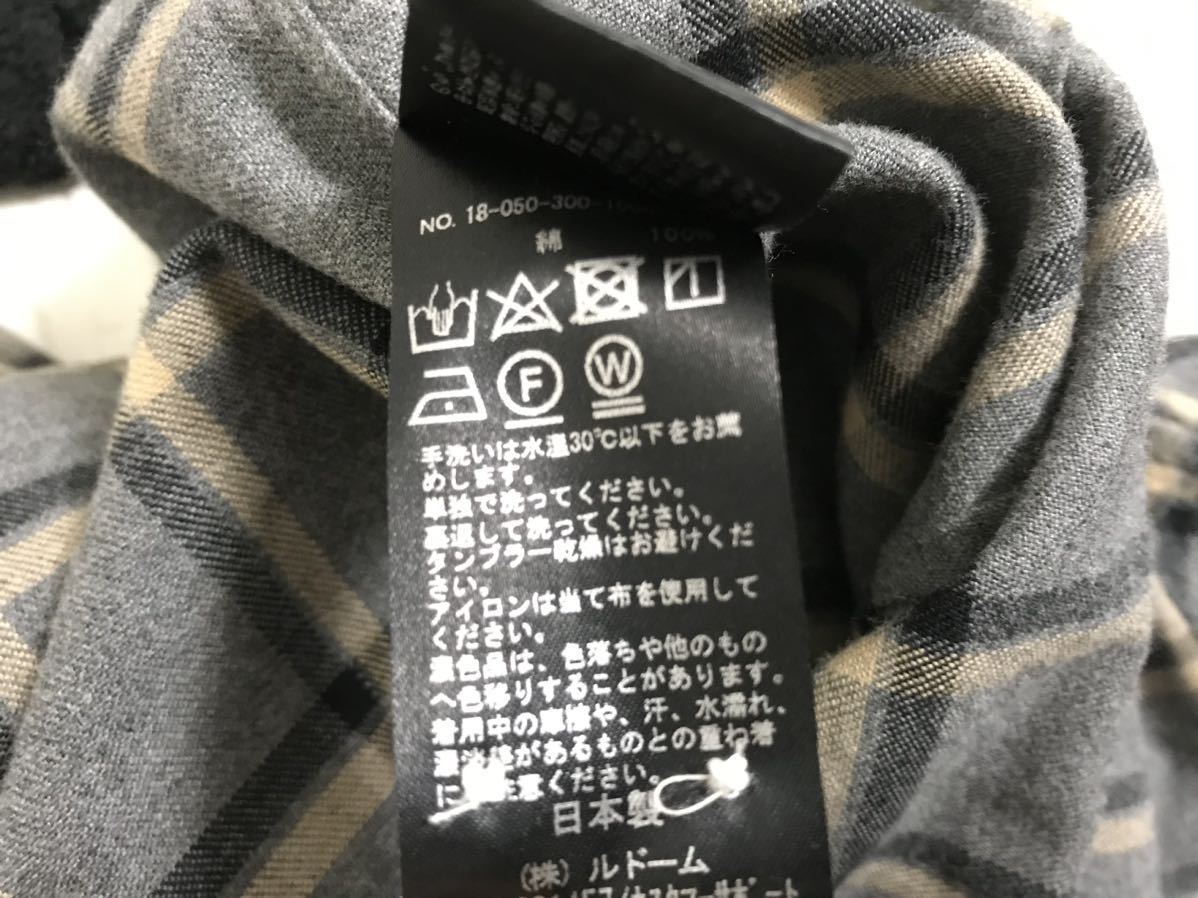 NO. 18-050-300-100
綿 100%
F
W
手洗いは水温30℃以下をお薦
めします。
単独で洗ってください。
裏返して洗ってください。
タンブラー乾燥はお避けくだ
さい。
アイロンは当て布を使用して
ください。
濃色品は、色落ちや他のもの
へ色移りすることがあります。
着用中の摩擦や、汗、水濡れ、
濃淡差があるものとの重ね着
に注意ください。
日本製
(株) ルドーム